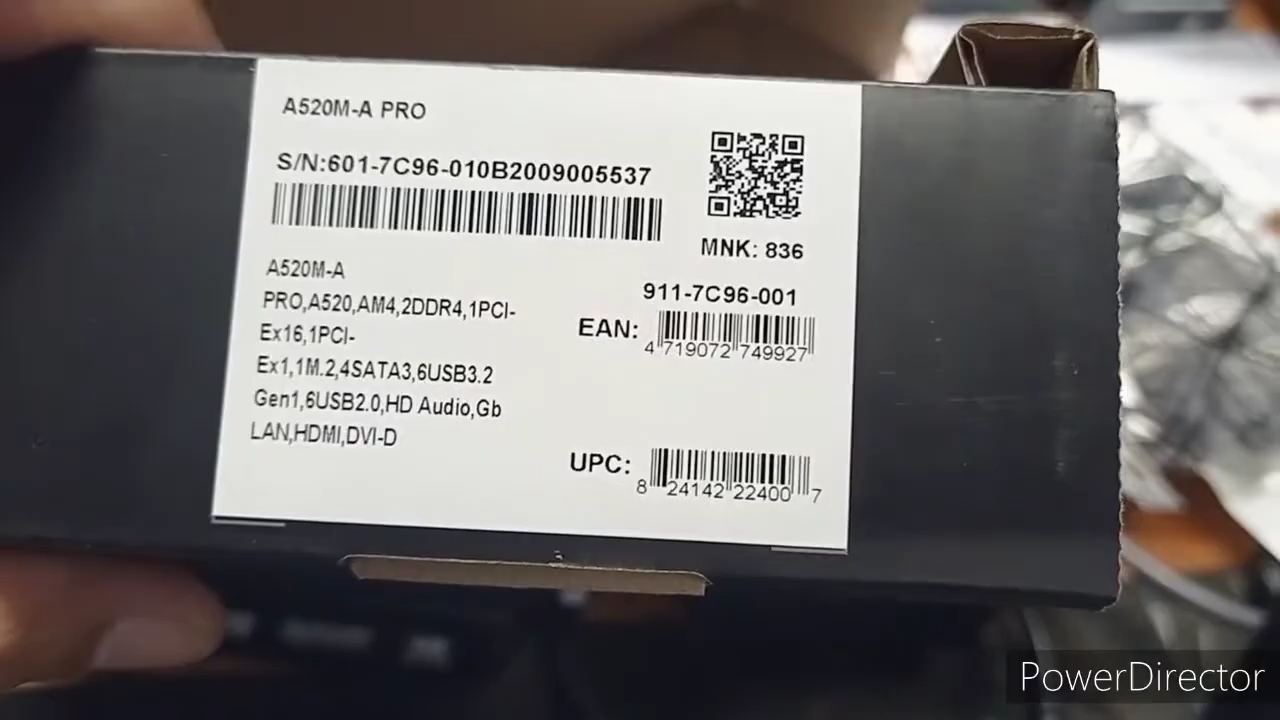 A520M-A PRO
S/N:601-7C96-010B2009005537
MNK: 836
A520M-A
PRO,A520,AM4,2DDR4,1PCI-
Ex16,1PCI-
Ex1,1M.2,4SATA3,6USB3.2
Gen1,6USB2.0,HD Audio,Gb
LAN,HDMI,DVI-D
911-7C96-001
EAN:
4 719072 749927
UPC:
8 24142 22400 7
PowerDirector